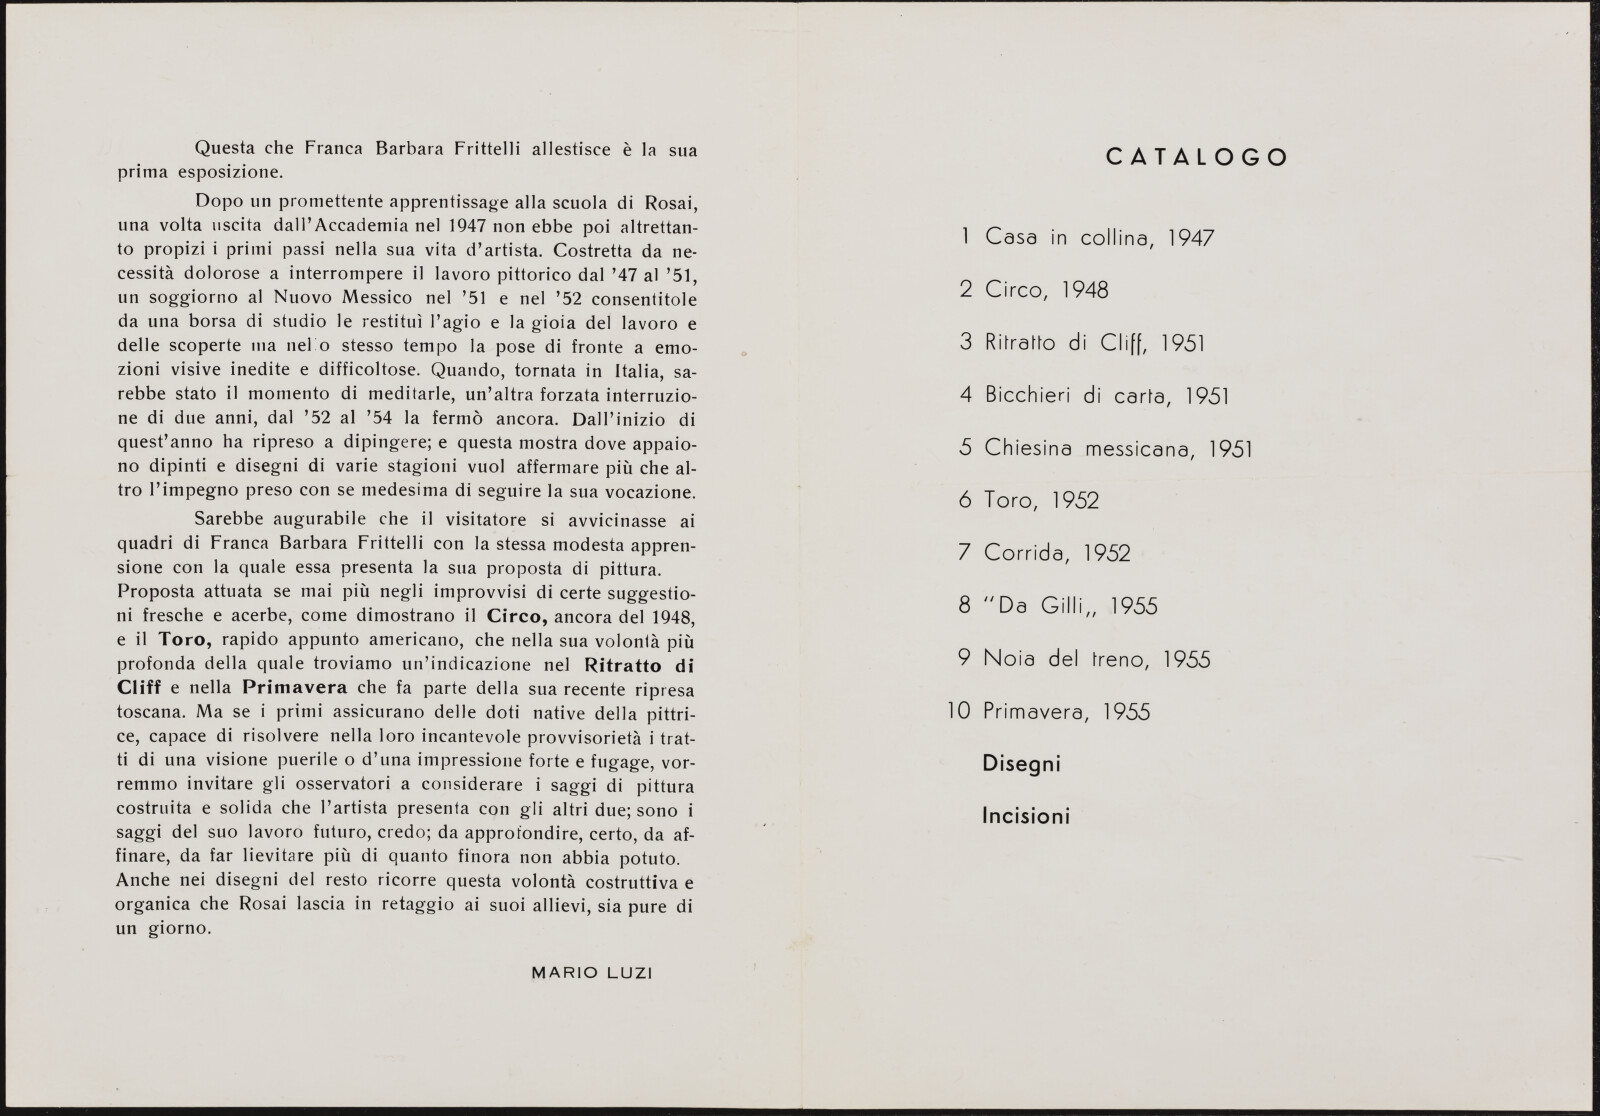 Questa che Franca Barbara Frittelli allestisce è la sua
prima esposizione.
Dopo un promettente apprentissage alla scuola di Rosai,
una volta uscita dall'Accademia nel 1947 non ebbe poi altrettan-
to propizi i primi passi nella sua vita d'artista. Costretta da ne-
cessità dolorose a interrompere il lavoro pittorico dal '47 al '51,
un soggiorno al Nuovo Messico nel '51 e nel '52 consentitole
da una borsa di studio le restituì l'agio e la gioia del lavoro e
delle scoperte ma nel o stesso tempo la pose di fronte a emo-
zioni visive inedite e difficoltose. Quando, tornata in Italia, sa-
rebbe stato il momento di meditarle, un'altra forzata interruzio-
ne di due anni, dal '52 al '54 la fermò ancora. Dall'inizio di
quest'anno ha ripreso a dipingere; e questa mostra dove appaio-
no dipinti e disegni di varie stagioni vuol affermare più che al-
tro l'impegno preso con se medesima di seguire la sua vocazione.
Sarebbe augurabile che il visitatore si avvicinasse ai
quadri di Franca Barbara Frittelli con la stessa modesta appren-
sione con la quale essa presenta la sua proposta di pittura.
Proposta attuata se mai più negli improvvisi di certe suggestio-
ni fresche e acerbe, come dimostrano il Circo, ancora del 1948,
e il Toro, rapido appunto americano, che nella sua volontà più
profonda della quale troviamo un'indicazione nel Ritratto di
Cliff e nella Primavera che fa parte della sua recente ripresa
toscana. Ma se i primi assicurano delle doti native della pittri-
ce, capace di risolvere nella loro incantevole provvisorietà i trat-
ti di una visione puerile o d'una impressione forte e fugage, vor-
remmo invitare gli osservatori a considerare i saggi di pittura
costruita e solida che l'artista presenta con gli altri due; sono i
saggi del suo lavoro futuro, credo; da approfondire, certo, da af-
finare, da far lievitare più di quanto finora non abbia potuto.
Anche nei disegni del resto ricorre questa volontà costruttiva e
organica che Rosai lascia in retaggio ai suoi allievi, sia pure di
un giorno.
MARIO LUZI
CATALOGO
1 Casa in collina, 1947
2 Circo, 1948
3 Ritratto di Cliff, 1951
4 Bicchieri di carta, 1951
5 Chiesina messicana, 1951
6 Toro, 1952
7 Corrida, 1952
8 "Da Gilli„ 1955
9 Noia del treno, 1955
10 Primavera, 1955
Disegni
Incisioni